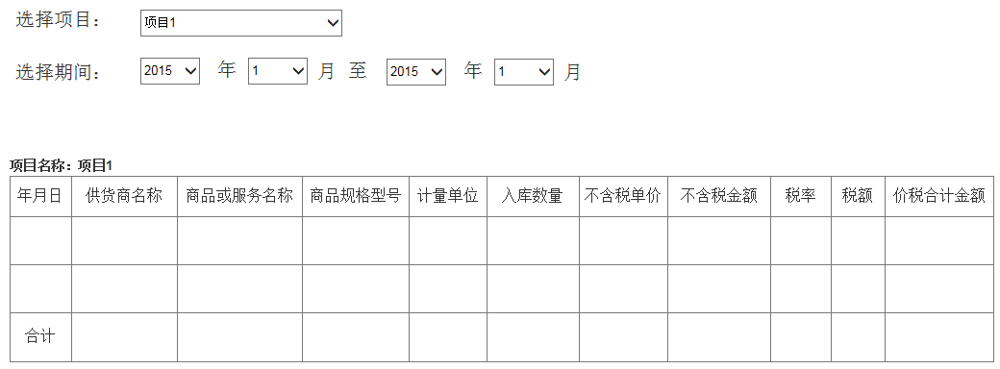 选择项目： 项目1
选择期间： 2015 年 1 月 至 2015 年 1 月
项目名称：项目1
年月日 供货商名称 商品或服务名称 商品规格型号 计量单位 入库数量 不含税单价 不含税金额 税率 税额 价税合计金额
合计